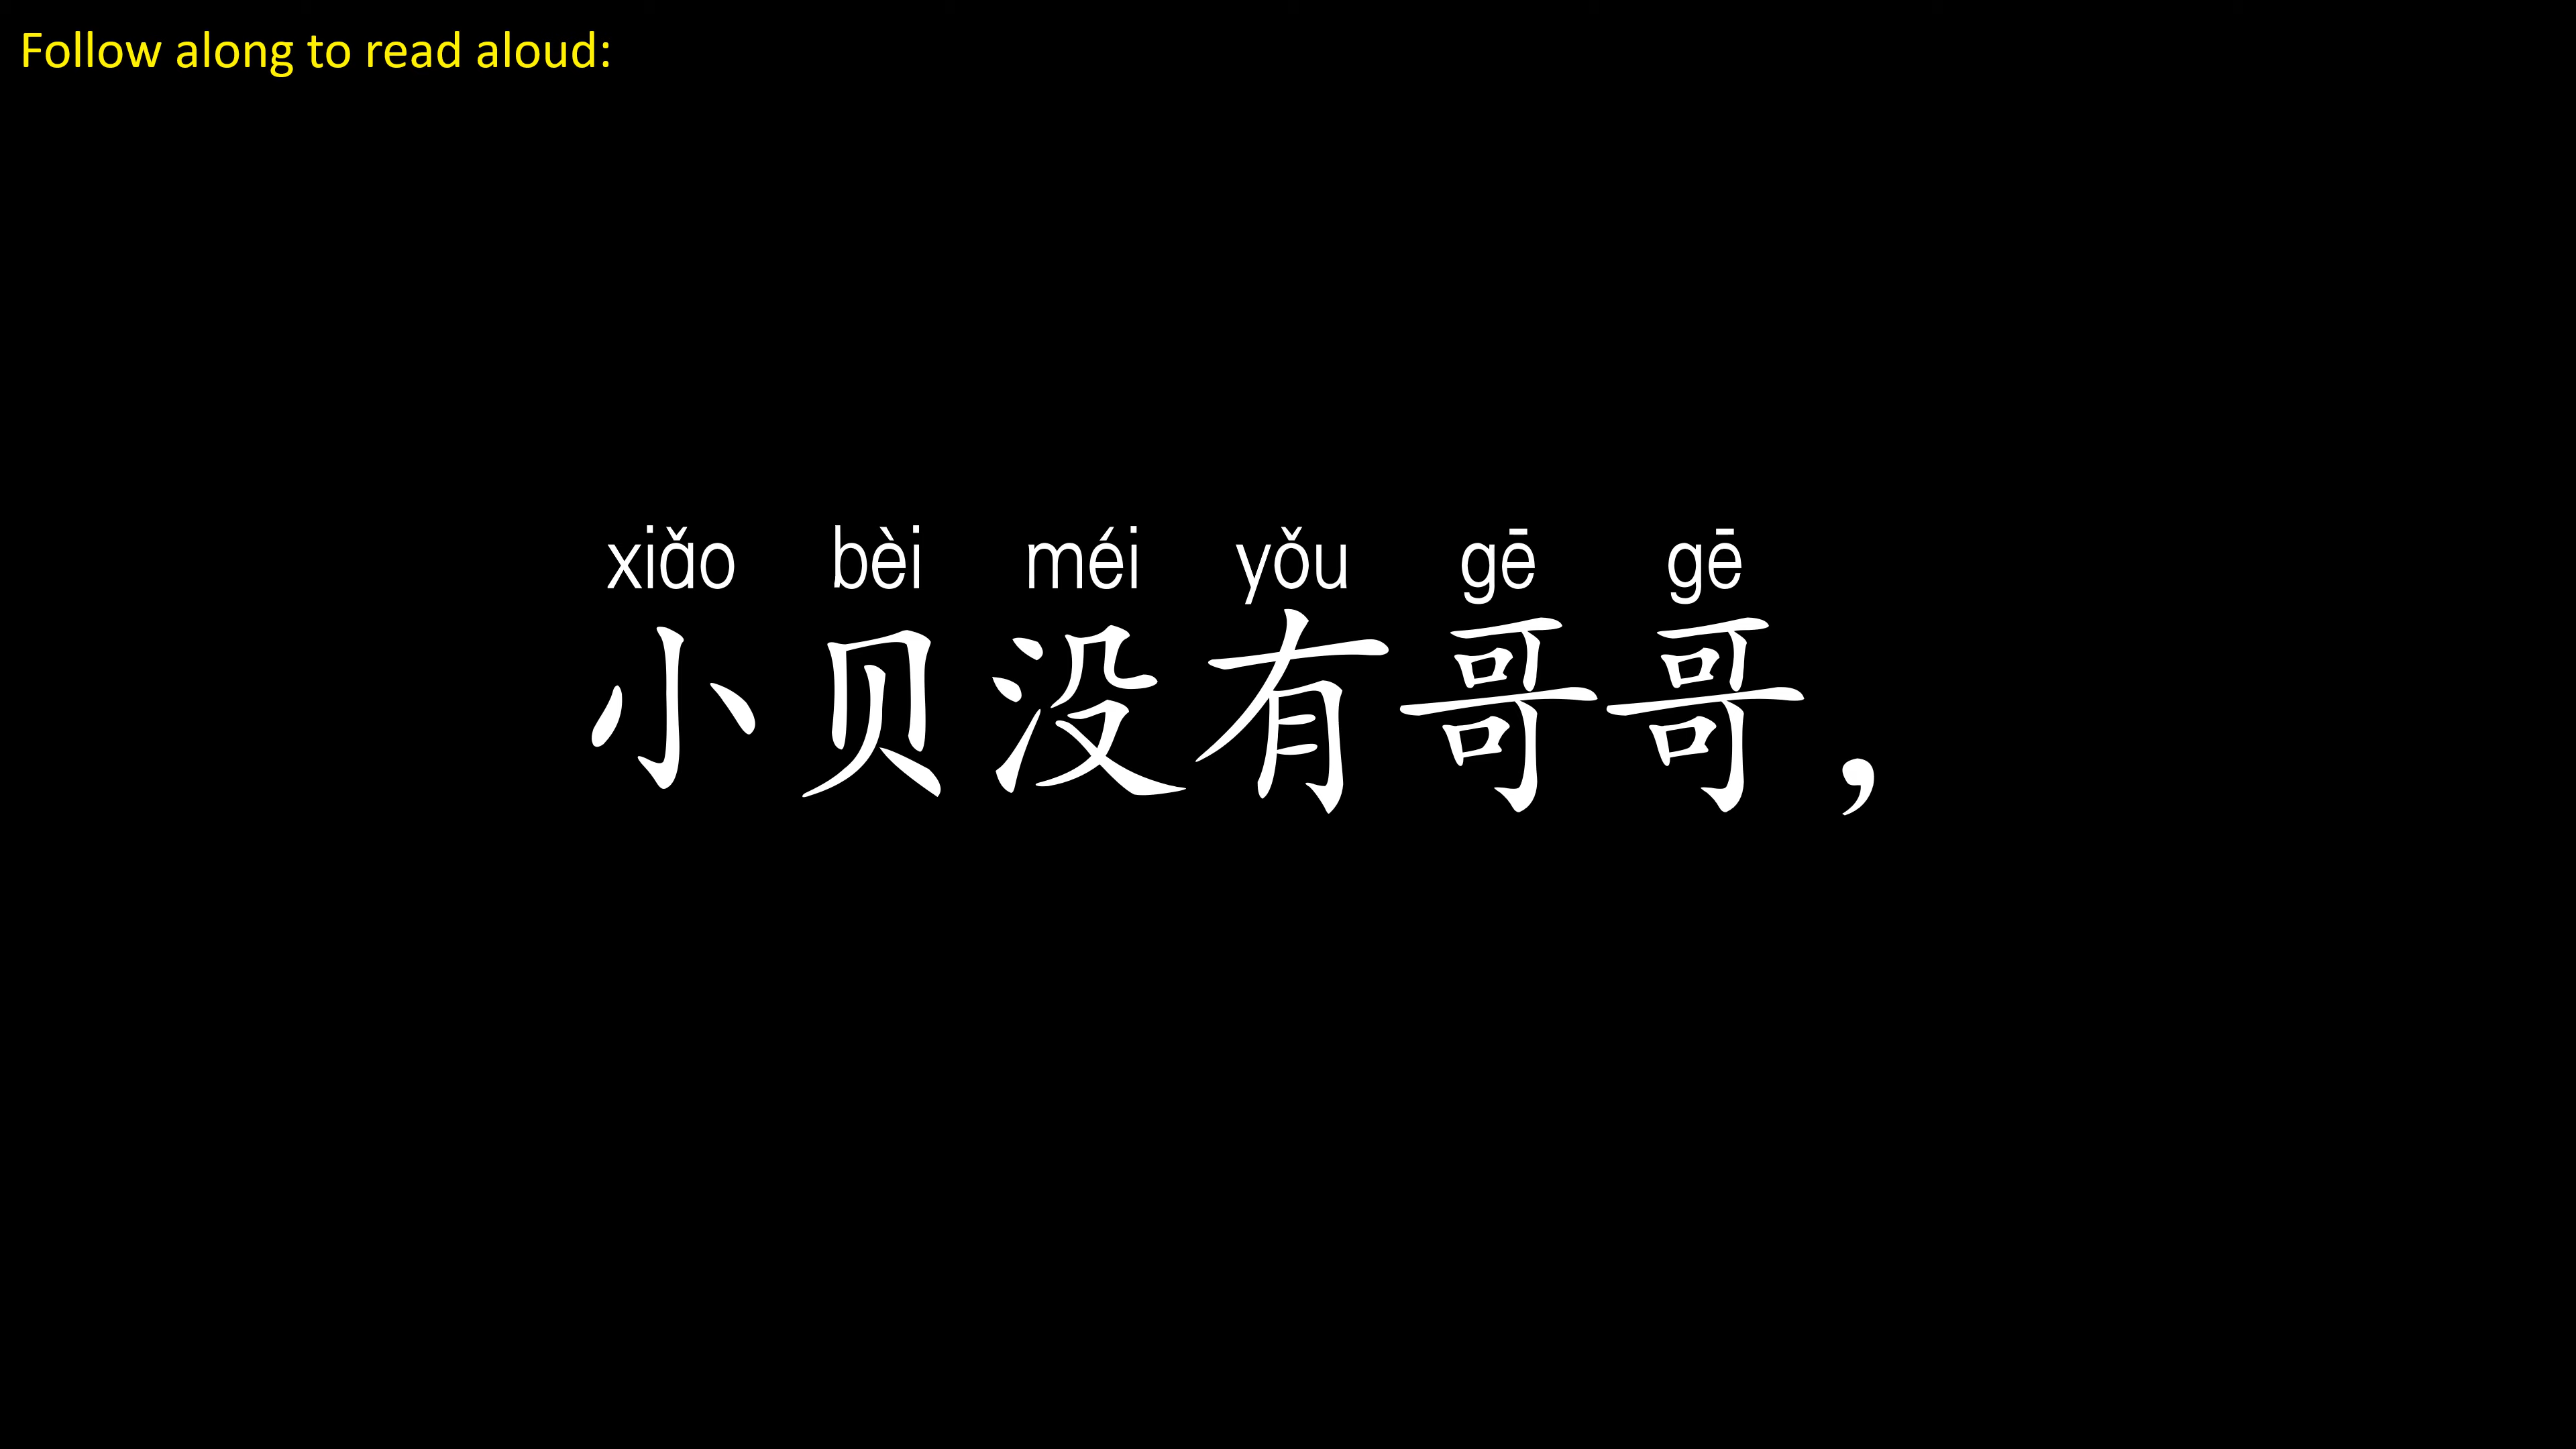 Follow along to read aloud:
xiǎo bèi méi yǒu gē gē
小贝没有哥哥，